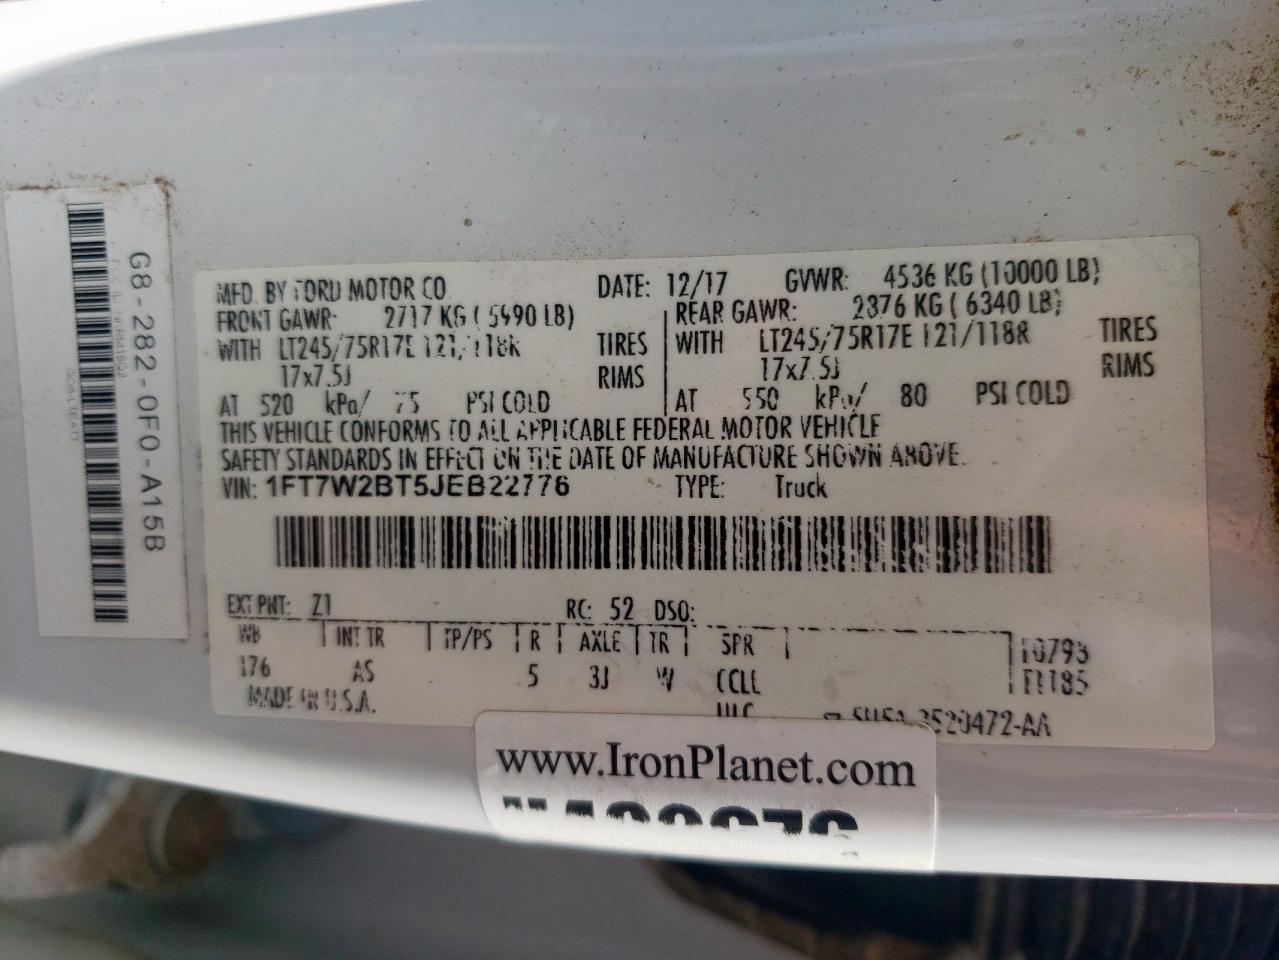 MFD. BY FORD MOTOR CO.
DATE: 12/17 GVWR: 4536 KG (10000 LB)
FRONT GAWR: 2717 KG ( 5990 LB)
REAR GAWR: 2876 KG ( 6340 LB)
WITH LT245/75R17E 121/118R TIRES
WITH LT245/75R17E 121/118R TIRES
17x7.5J RIMS
17x7.5J RIMS
AT 520 kPa/ 75 PSI COLD
AT 550 kPa/ 80 PSI COLD
THIS VEHICLE CONFORMS TO ALL APPLICABLE FEDERAL MOTOR VEHICLE
SAFETY STANDARDS IN EFFECT ON THE DATE OF MANUFACTURE SHOWN ABOVE.
VIN: 1FT7W2BT5JEB22776 TYPE: Truck
EXT PNT: Z1 RC: 52 DSO:
WB INT TR TP/PS R AXLE TR SPR
176 AS 5 3J W CCLL
MADE IN U.S.A.
G8-282-0F0-A15B
www.IronPlanet.com